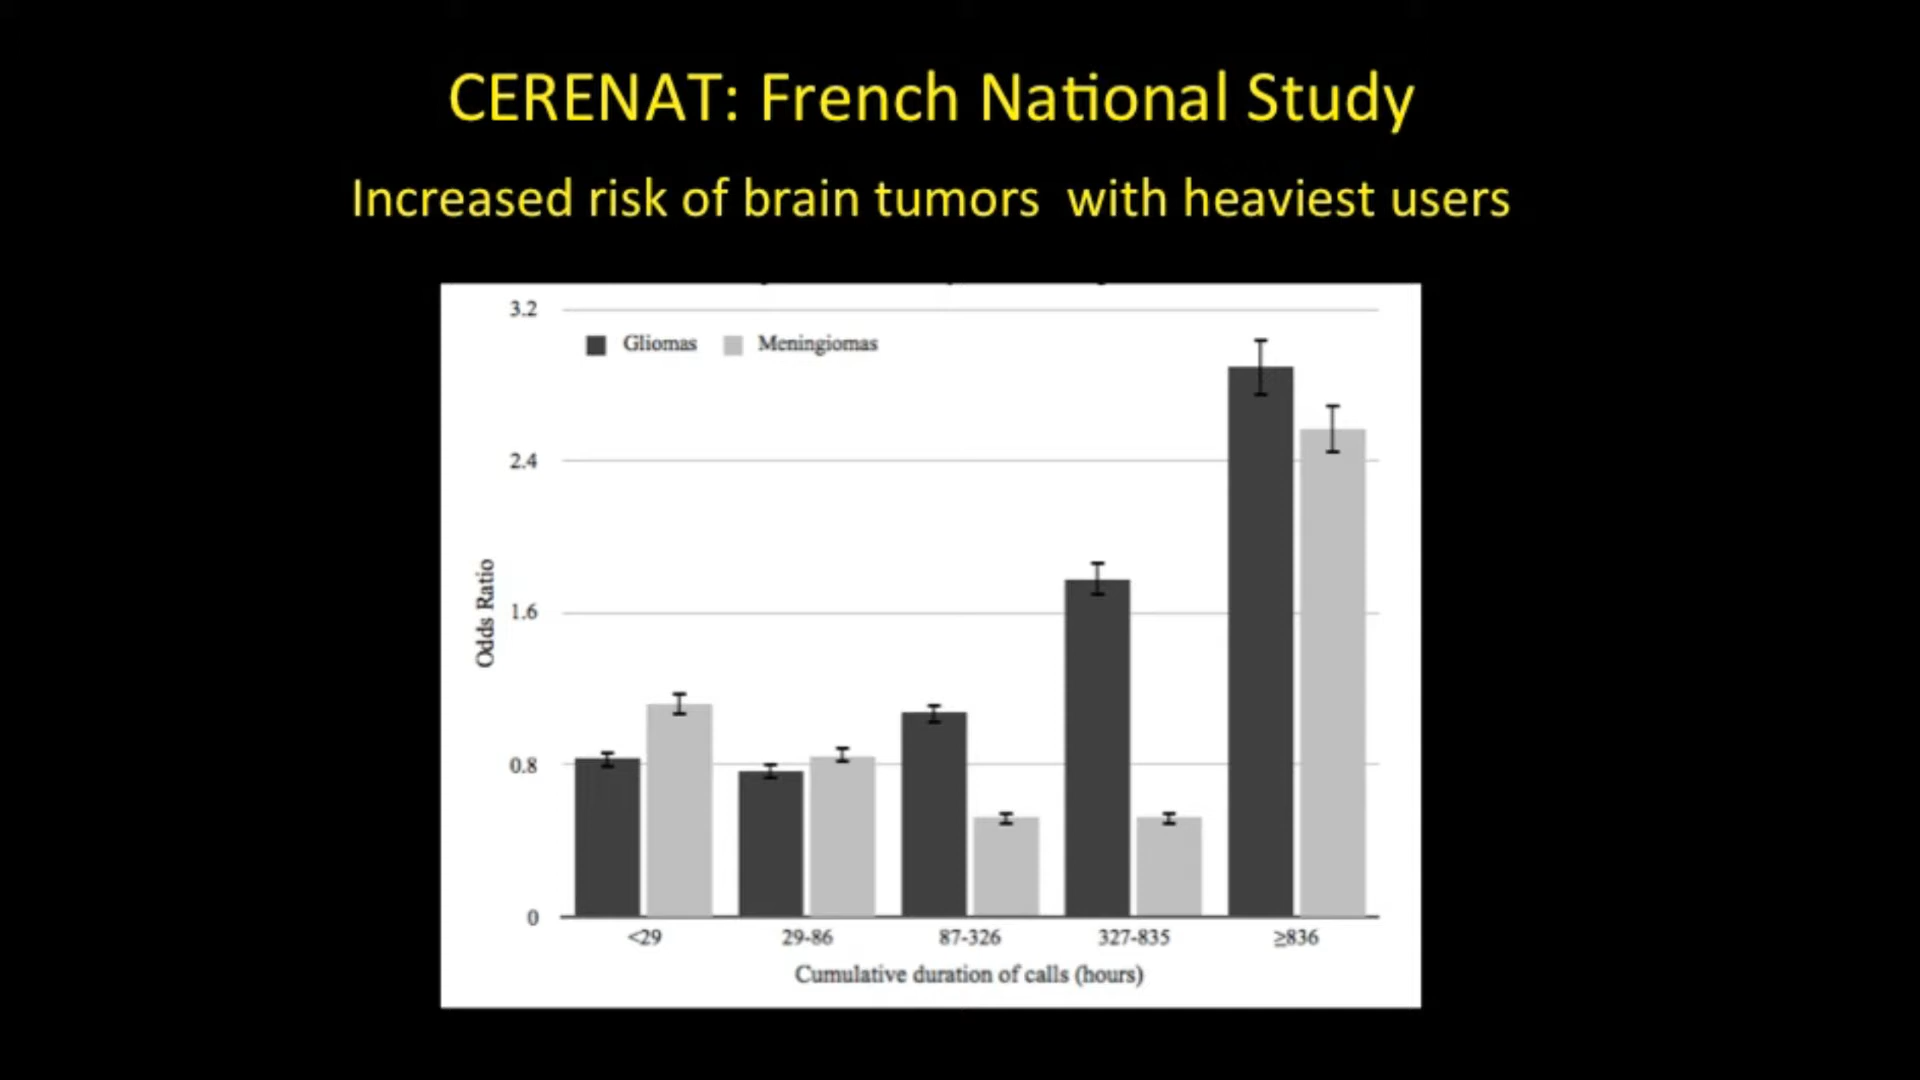 CERENAT: French National Study
Increased risk of brain tumors with heaviest users
3.2
Gliomas Meningiomas
2.4
Odds Ratio
1.6
0.8
0
<29 29-86 87-326 327-835 ≥836
Cumulative duration of calls (hours)